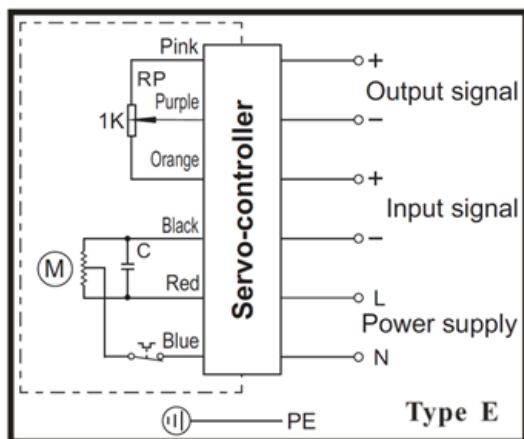 Pink
+
RP
Output signal
1K
Purple
−
Orange
+
Servo-controller
Input signal
Black
−
M
C
Red
L
Power supply
Blue
N
PE
Type E